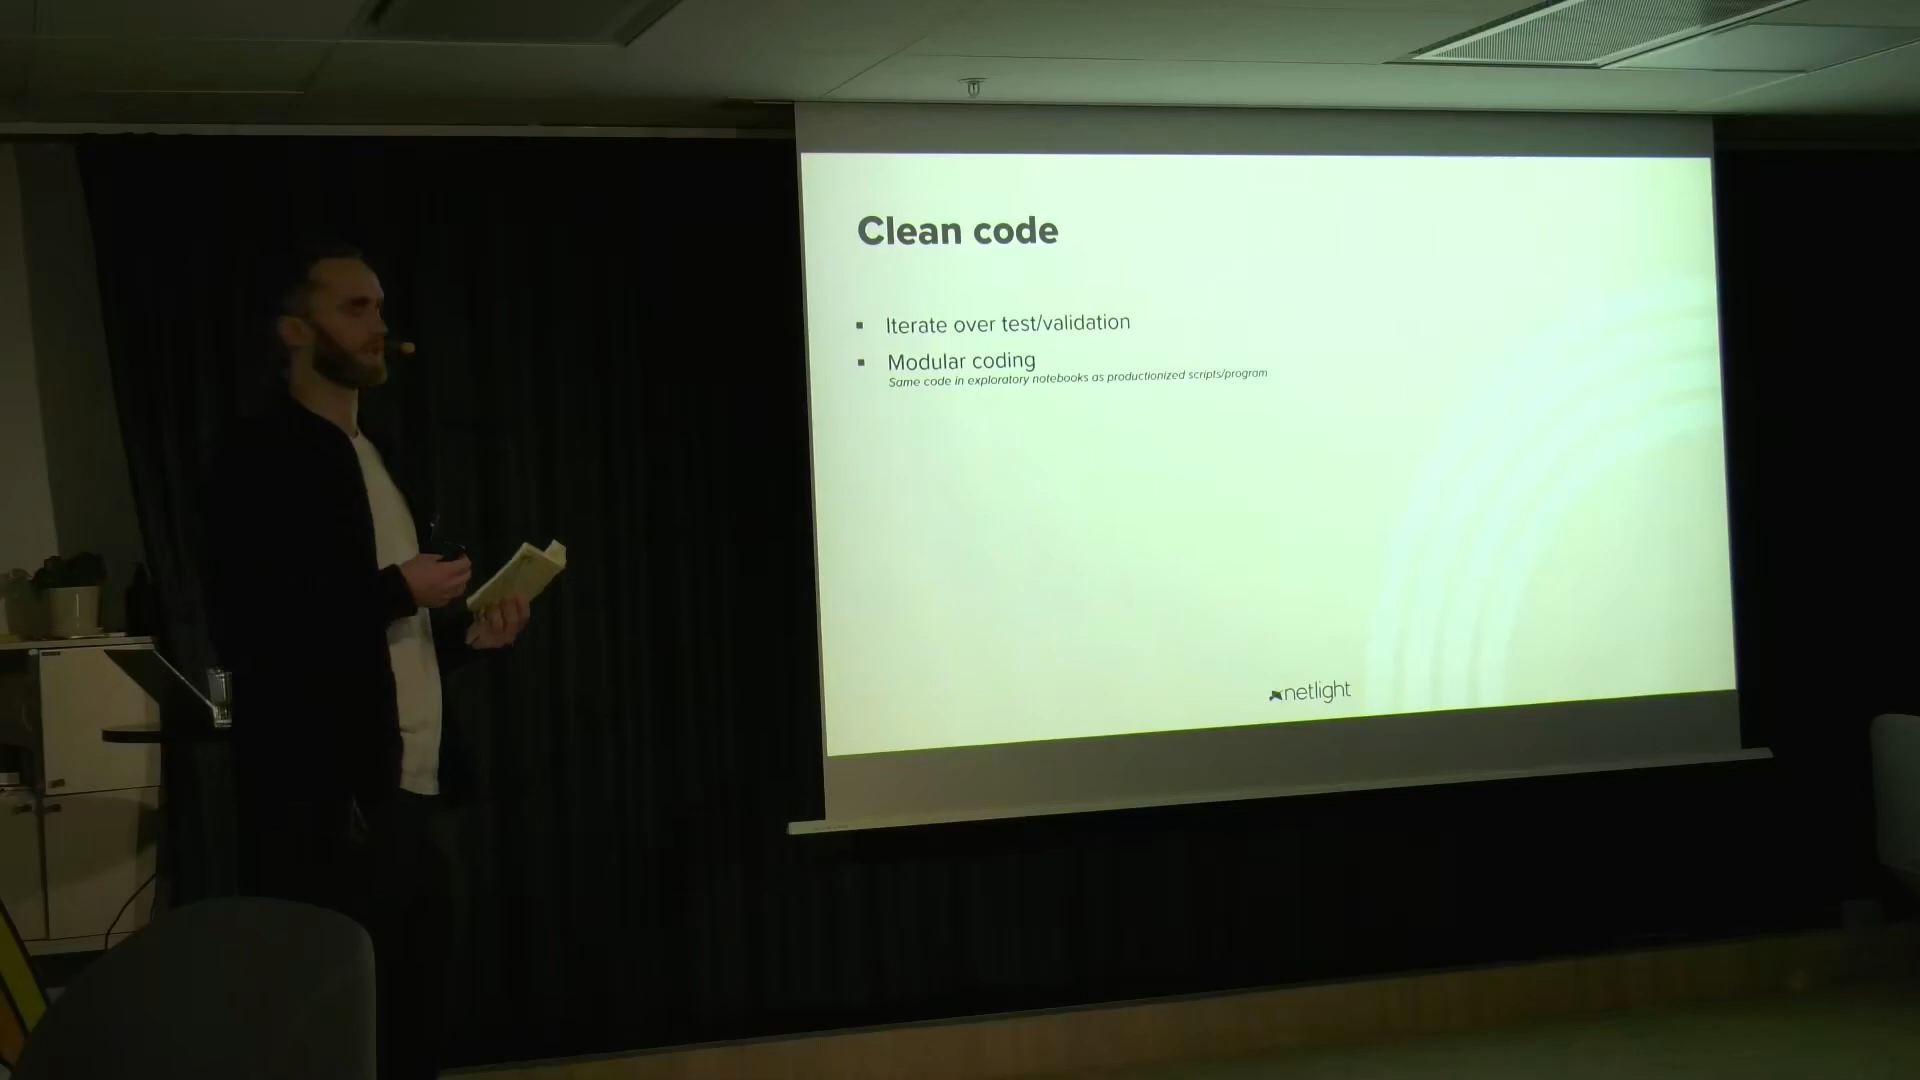 Clean code
Iterate over test/validation
Modular coding
Same code in exploratory notebooks as productionized scripts/program
netlight